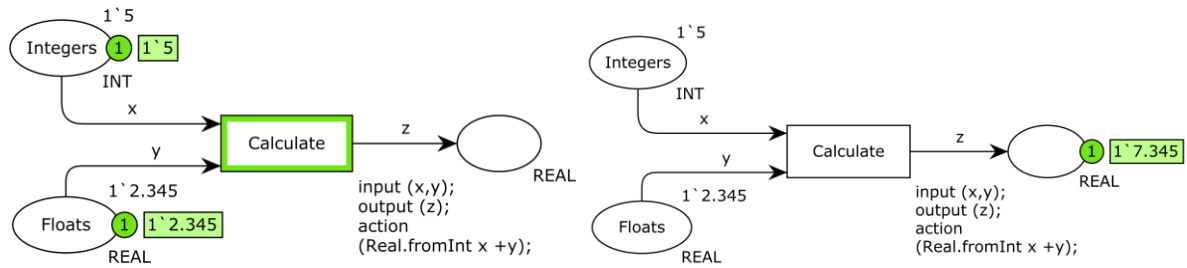 1`5
Integers 1 1`5
INT
x
Calculate
z
y
REAL
1`2.345
Floats 1 1`2.345
REAL
input (x,y);
output (z);
action
(Real.fromInt x +y);
1`5
Integers
INT
x
Calculate
z
1 1`7.345
REAL
y
1`2.345
Floats
REAL
input (x,y);
output (z);
action
(Real.fromInt x +y);